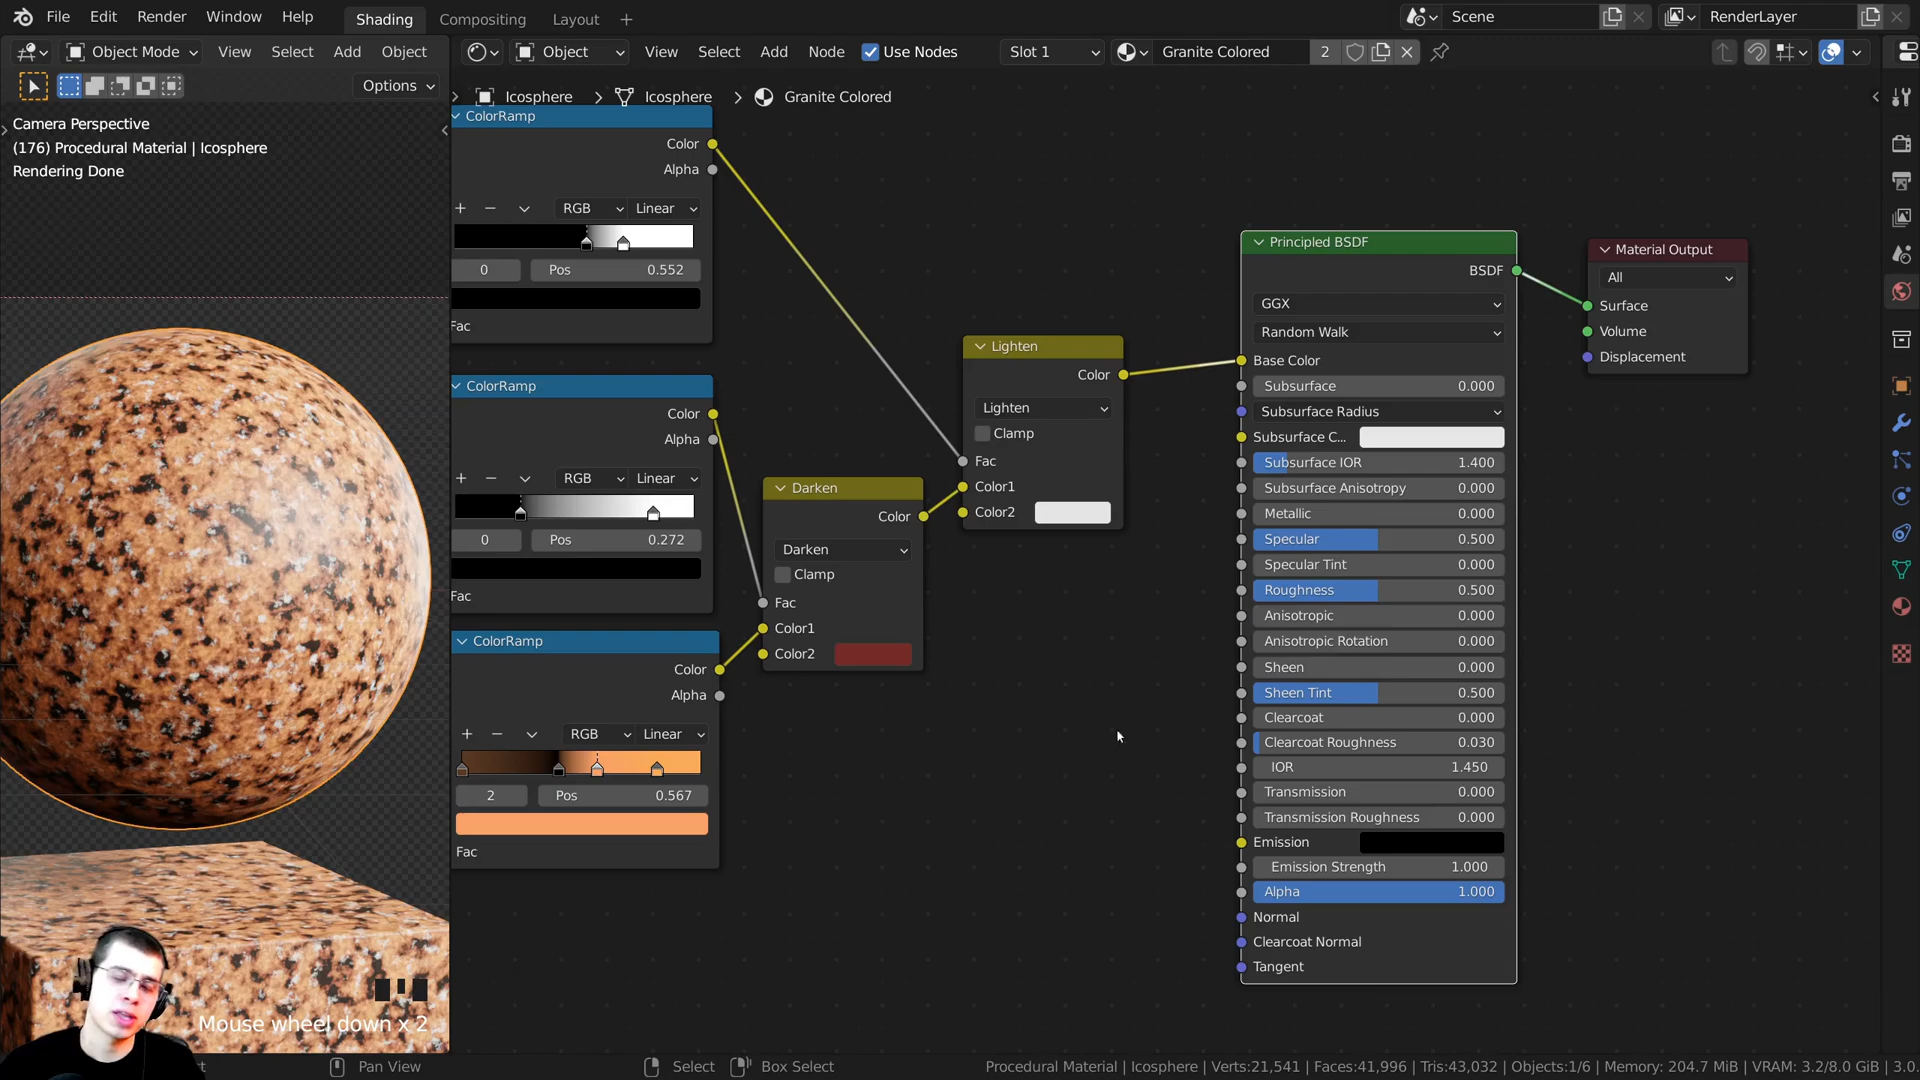 File Edit Render Window Help Shading Compositing Layout + Scene RenderLayer
Object Mode View Select Add Object Object View Select Add Node Use Nodes Slot 1 Granite Colored 2
Options
Icosphere > Icosphere > Granite Colored
Camera Perspective
(176) Procedural Material | Icosphere
Rendering Done
ColorRamp
Color
Alpha
RGB Linear
0 Pos 0.552
Fac
ColorRamp
Color
Alpha
RGB Linear
0 Pos 0.272
Fac
ColorRamp
Color
Alpha
RGB Linear
2 Pos 0.567
Fac
Darken
Color
Darken
Clamp
Fac
Color1
Color2
Lighten
Color
Lighten
Clamp
Fac
Color1
Color2
Principled BSDF
BSDF
GGX
Random Walk
Base Color
Subsurface 0.000
Subsurface Radius
Subsurface C...
Subsurface IOR 1.400
Subsurface Anisotropy 0.000
Metallic 0.000
Specular 0.500
Specular Tint 0.000
Roughness 0.500
Anisotropic 0.000
Anisotropic Rotation 0.000
Sheen 0.000
Sheen Tint 0.500
Clearcoat 0.000
Clearcoat Roughness 0.030
IOR 1.450
Transmission 0.000
Transmission Roughness 0.000
Emission
Emission Strength 1.000
Alpha 1.000
Normal
Clearcoat Normal
Tangent
Material Output
All
Surface
Volume
Displacement
Mouse wheel down x 2
Pan View Select Box Select Procedural Material | Icosphere | Verts:21,541 | Faces:41,996 | Tris:43,032 | Objects:1/6 | Memory: 204.7 MiB | VRAM: 3.2/8.0 GiB | 3.0